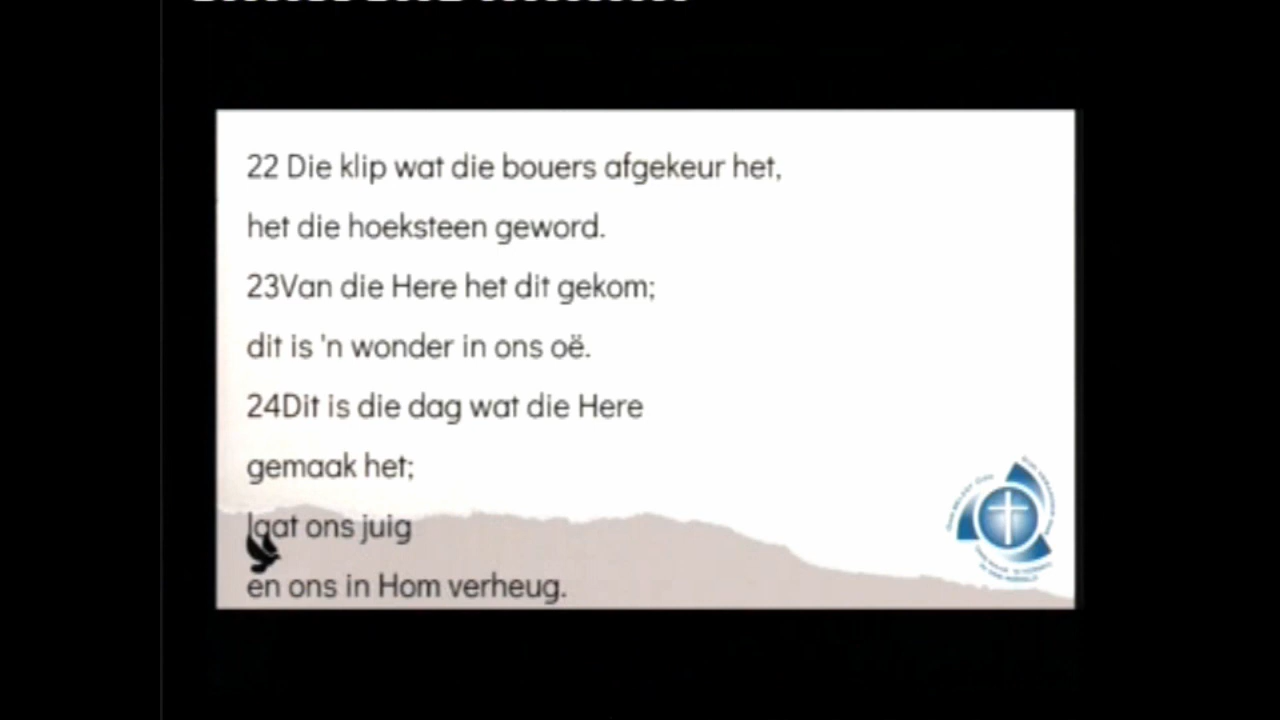 22 Die klip wat die bouers afgekeur het,
het die hoeksteen geword.
23Van die Here het dit gekom;
dit is 'n wonder in ons oë.
24Dit is die dag wat die Here
gemaak het;
laat ons juig
en ons in Hom verheug.